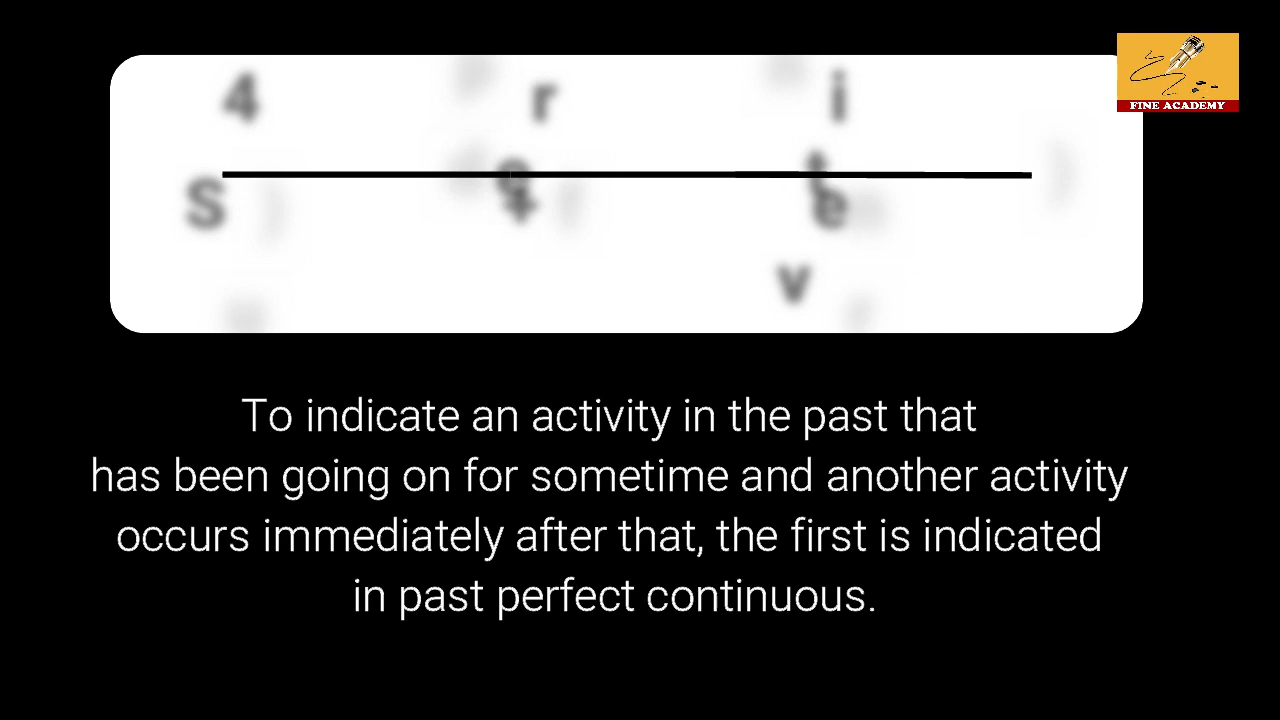 FINE ACADEMY
To indicate an activity in the past that
has been going on for sometime and another activity
occurs immediately after that, the first is indicated
in past perfect continuous.